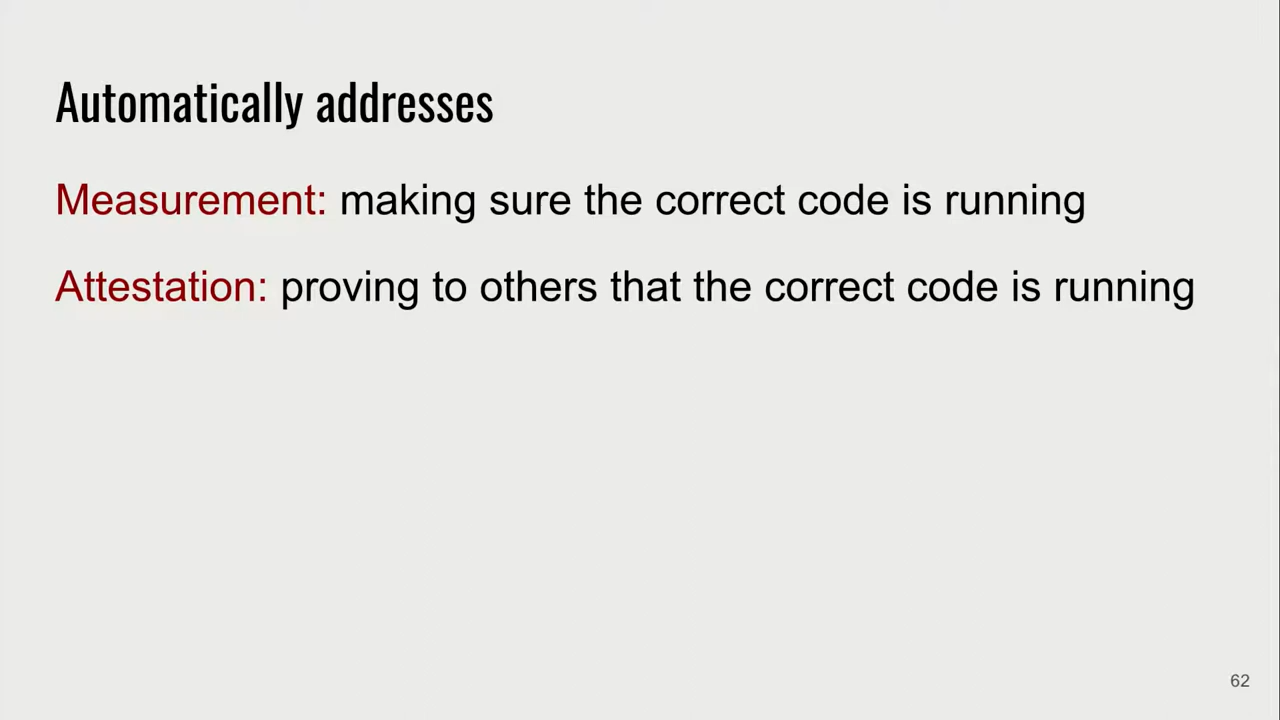 Automatically addresses
Measurement: making sure the correct code is running
Attestation: proving to others that the correct code is running
62